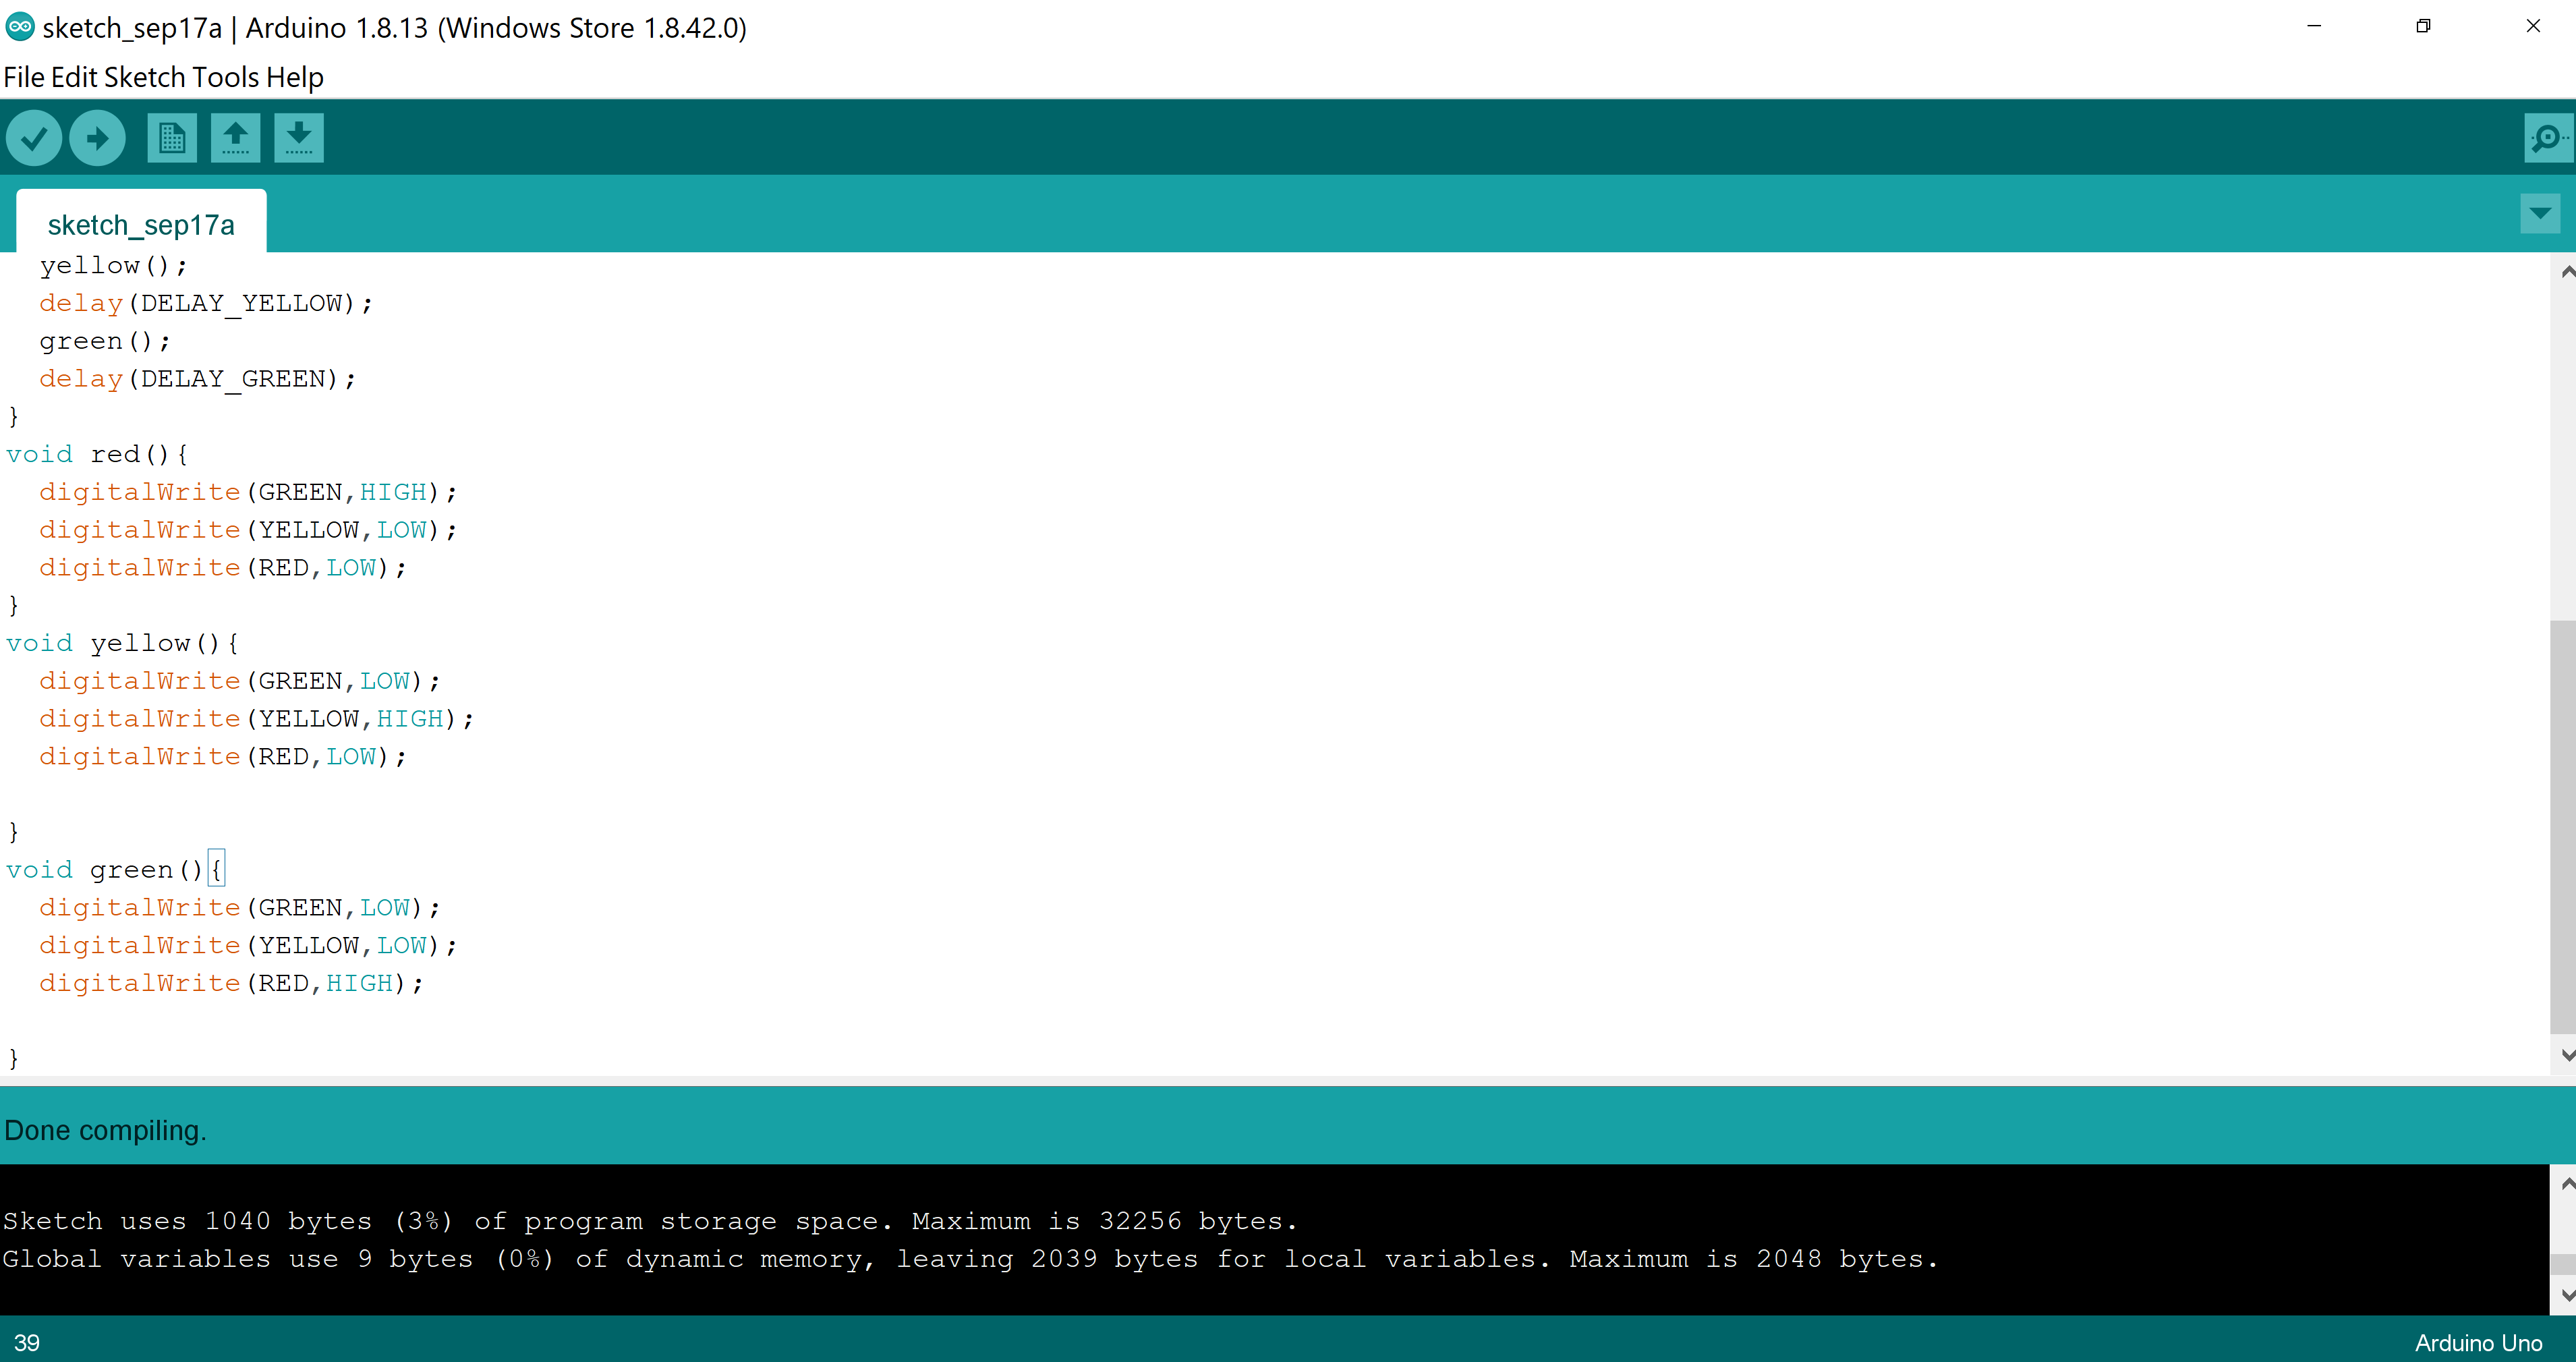 sketch_sep17a | Arduino 1.8.13 (Windows Store 1.8.42.0)
File Edit Sketch Tools Help
sketch_sep17a
  yellow();
  delay(DELAY_YELLOW);
  green();
  delay(DELAY_GREEN);
}
void red(){
  digitalWrite(GREEN,HIGH);
  digitalWrite(YELLOW,LOW);
  digitalWrite(RED,LOW);
}
void yellow(){
  digitalWrite(GREEN,LOW);
  digitalWrite(YELLOW,HIGH);
  digitalWrite(RED,LOW);
}
void green(){
  digitalWrite(GREEN,LOW);
  digitalWrite(YELLOW,LOW);
  digitalWrite(RED,HIGH);
}
Done compiling.
Sketch uses 1040 bytes (3%) of program storage space. Maximum is 32256 bytes.
Global variables use 9 bytes (0%) of dynamic memory, leaving 2039 bytes for local variables. Maximum is 2048 bytes.
39
Arduino Uno